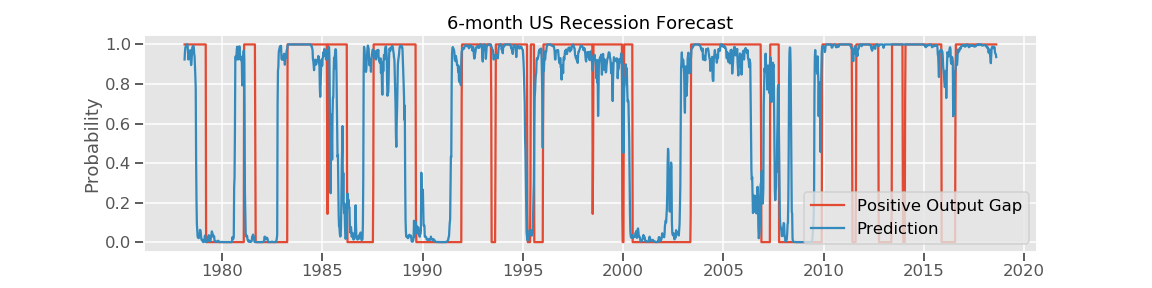 6-month US Recession Forecast
Probability
1.0
0.8
0.6
0.4
0.2
0.0
Positive Output Gap
Prediction
1980 1985 1990 1995 2000 2005 2010 2015 2020